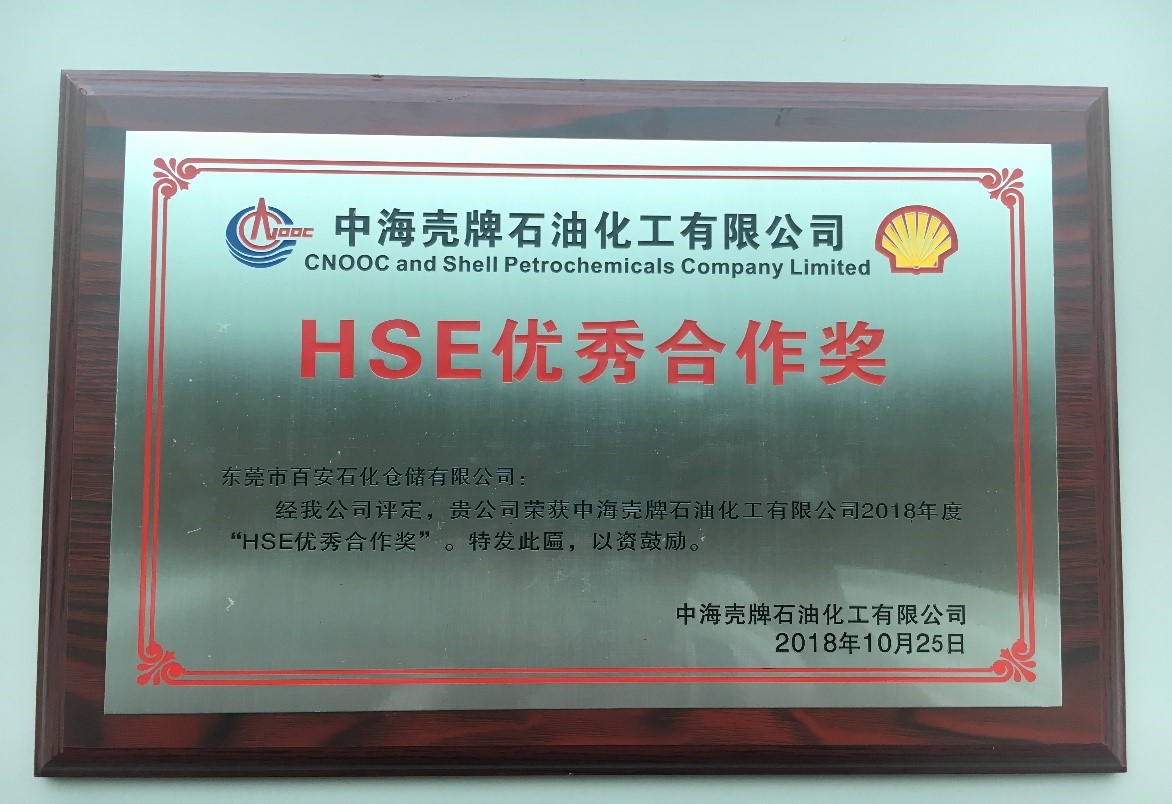 CNOOC
中海壳牌石油化工有限公司
CNOOC and Shell Petrochemicals Company Limited
HSE优秀合作奖
东莞市百安石化仓储有限公司：
经我公司评定，贵公司荣获中海壳牌石油化工有限公司2018年度
“HSE优秀合作奖”。特发此匾，以资鼓励。
中海壳牌石油化工有限公司
2018年10月25日